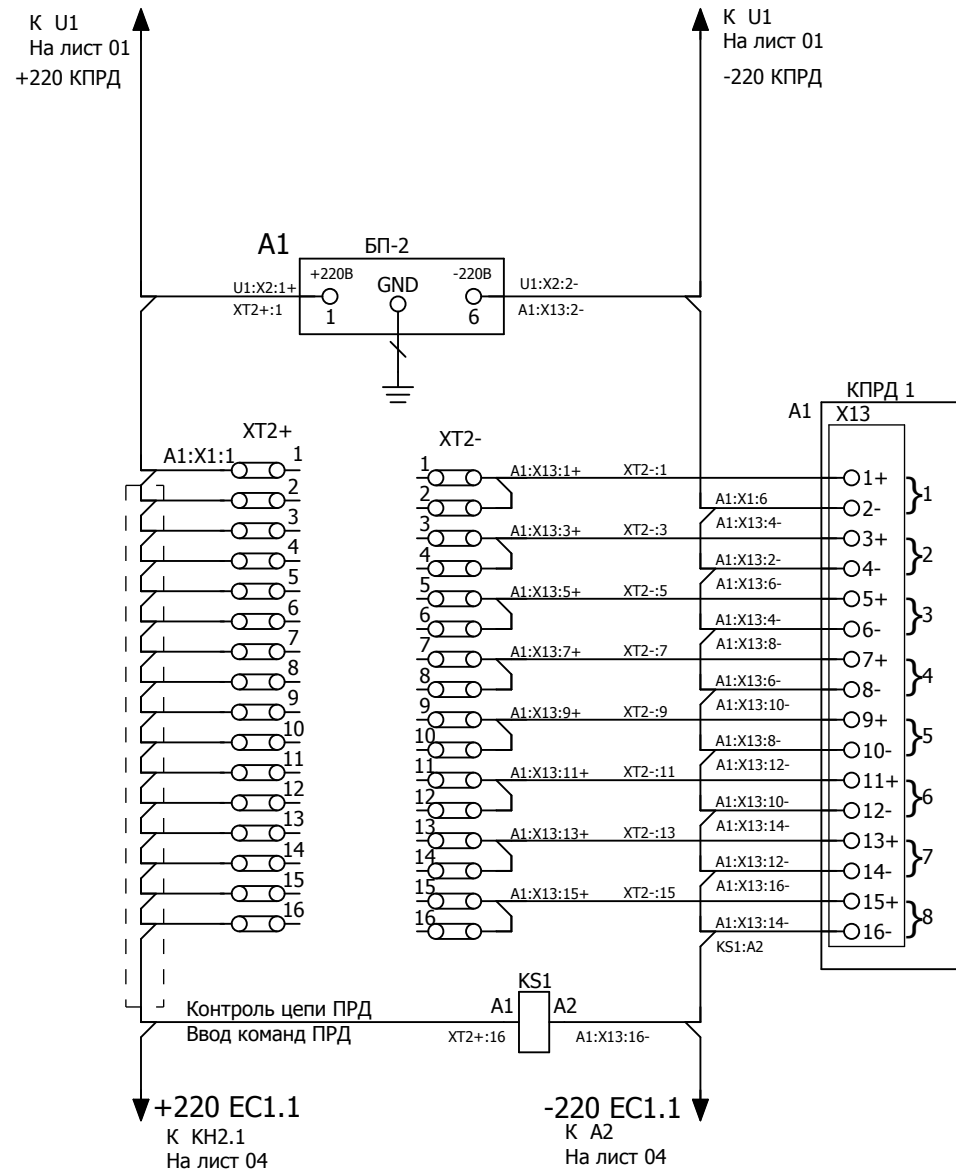 К U1
На лист 01
+220 КПРД
К U1
На лист 01
-220 КПРД
A1
БП-2
+220В
GND
-220В
1
6
U1:X2:1+
XT2+:1
U1:X2:2-
A1:X13:2-
КПРД 1
A1
X13
XT2+
XT2-
A1:X1:1
1
2
3
4
5
6
7
8
9
10
11
12
13
14
15
16
1
2
3
4
5
6
7
8
9
10
11
12
13
14
15
16
A1:X13:1+ XT2-:1
A1:X13:3+ XT2-:3
A1:X13:5+ XT2-:5
A1:X13:7+ XT2-:7
A1:X13:9+ XT2-:9
A1:X13:11+ XT2-:11
A1:X13:13+ XT2-:13
A1:X13:15+ XT2-:15
A1:X1:6
A1:X13:4-
A1:X13:2-
A1:X13:6-
A1:X13:4-
A1:X13:8-
A1:X13:6-
A1:X13:10-
A1:X13:8-
A1:X13:12-
A1:X13:10-
A1:X13:14-
A1:X13:12-
A1:X13:16-
A1:X13:14-
KS1:A2
1+
2-
3+
4-
5+
6-
7+
8-
9+
10-
11+
12-
13+
14-
15+
16-
}1
}2
}3
}4
}5
}6
}7
}8
KS1
A1
A2
Контроль цепи ПРД
Ввод команд ПРД
XT2+:16
A1:X13:16-
+220 EC1.1
К KH2.1
На лист 04
-220 EC1.1
К A2
На лист 04